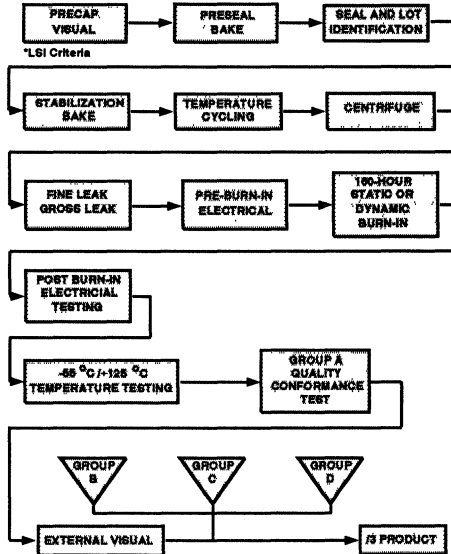 PRECAP
VISUAL
PRESEAL
BAKE
SEAL AND LOT
IDENTIFICATION
*LSI Criteria
STABILIZATION
BAKE
TEMPERATURE
CYCLING
CENTRIFUGE
FINE LEAK
GROSS LEAK
PRE-BURN-IN
ELECTRICAL
160-HOUR
STATIC OR
DYNAMIC
BURN-IN
POST BURN-IN
ELECTRICIAL
TESTING
-55 °C/+125 °C
TEMPERATURE TESTING
GROUP A
QUALITY
CONFORMANCE
TEST
GROUP
B
GROUP
C
GROUP
D
EXTERNAL VISUAL
/3 PRODUCT